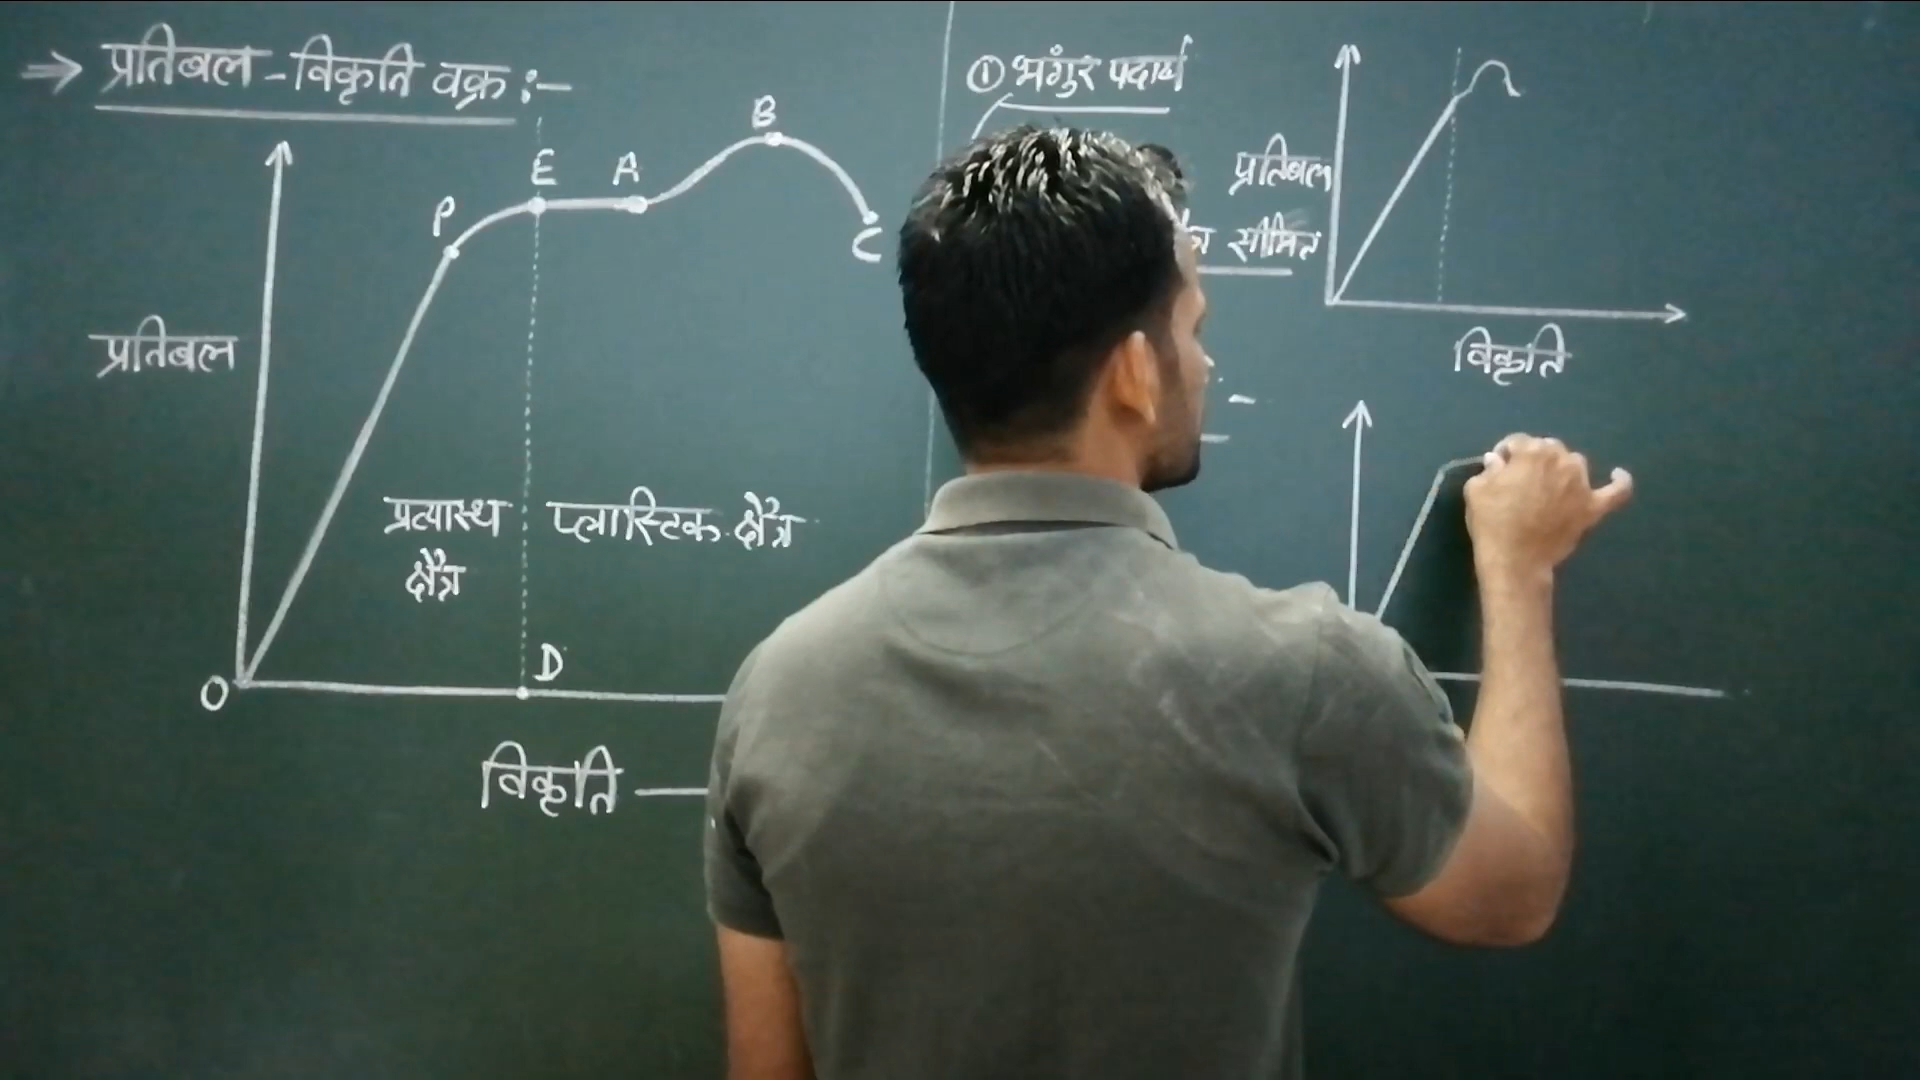 → प्रतिबल - विकृति वक्र :-
B
E A
P
C
प्रतिबल
प्रत्यास्थ प्लास्टिक क्षैत्र
क्षैत्र
D
O
विकृति —
① भंगुर पदार्थ
प्रतिबल
सीमित
विकृति